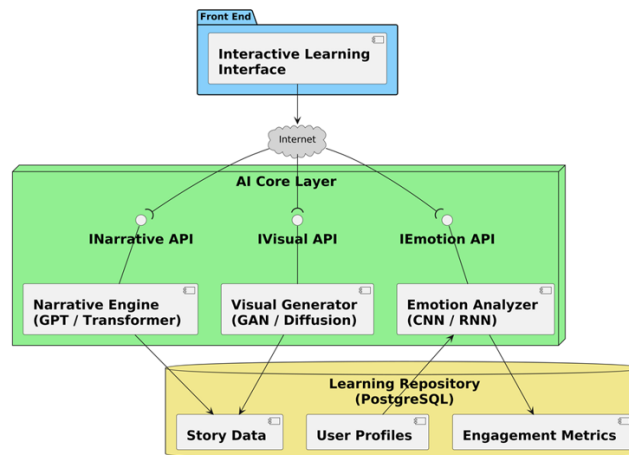 Front End
Interactive Learning
Interface
Internet
AI Core Layer
INarrative API
IVisual API
IEmotion API
Narrative Engine
(GPT / Transformer)
Visual Generator
(GAN / Diffusion)
Emotion Analyzer
(CNN / RNN)
Learning Repository
(PostgreSQL)
Story Data
User Profiles
Engagement Metrics